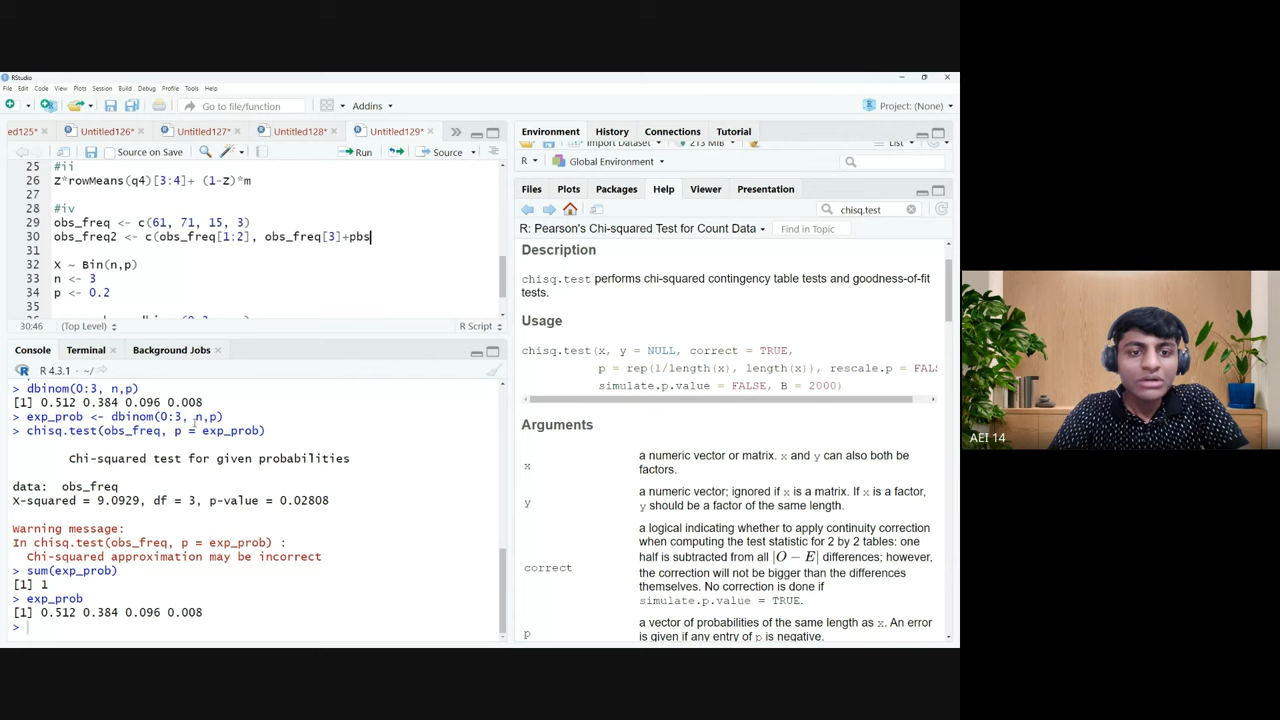 RStudio
File Edit Code View Plots Session Build Debug Profile Tools Help
Go to file/function
Addins
Project: (None)
ed125*
Untitled126*
Untitled127*
Untitled128*
Untitled129*
Source on Save
Run
Source
25 #ii
26 Z*rowMeans(q4)[3:4]+ (1-Z)*m
27
28 #iv
29 obs_freq <- c(61, 71, 15, 3)
30 obs_freq2 <- c(obs_freq[1:2], obs_freq[3]+pbs
31
32 X ~ Bin(n,p)
33 n <- 3
34 p <- 0.2
35
30:46 (Top Level) R Script
Console Terminal Background Jobs
R 4.3.1 · ~/
> dbinom(0:3, n,p)
[1] 0.512 0.384 0.096 0.008
> exp_prob <- dbinom(0:3, n,p)
> chisq.test(obs_freq, p = exp_prob)
Chi-squared test for given probabilities
data: obs_freq
X-squared = 9.0929, df = 3, p-value = 0.02808
Warning message:
In chisq.test(obs_freq, p = exp_prob) :
Chi-squared approximation may be incorrect
> sum(exp_prob)
[1] 1
> exp_prob
[1] 0.512 0.384 0.096 0.008
>
Environment History Connections Tutorial
Import Dataset 213 MiB List
R Global Environment
Files Plots Packages Help Viewer Presentation
chisq.test
R: Pearson's Chi-squared Test for Count Data
Find in Topic
Description
chisq.test performs chi-squared contingency table tests and goodness-of-fit
tests.
Usage
chisq.test(x, y = NULL, correct = TRUE,
p = rep(1/length(x), length(x)), rescale.p = FALS
simulate.p.value = FALSE, B = 2000)
Arguments
x
a numeric vector or matrix. x and y can also both be
factors.
y
a numeric vector; ignored if x is a matrix. If x is a factor,
y should be a factor of the same length.
correct
a logical indicating whether to apply continuity correction
when computing the test statistic for 2 by 2 tables: one
half is subtracted from all |O − E| differences; however,
the correction will not be bigger than the differences
themselves. No correction is done if
simulate.p.value = TRUE.
p
a vector of probabilities of the same length as x. An error
is given if any entry of p is negative.
AEI 14